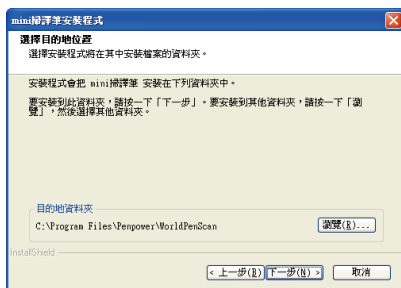 mini掃譯筆安裝程式
選擇目的地位置
選擇安裝程式將在其中安裝檔案的資料夾。
安裝程式會把 mini掃譯筆 安裝在下列資料夾中。
要安裝到此資料夾，請按一下「下一步」。要安裝到其他資料夾，請按一下「瀏
覽」，然後選擇其他資料夾。
目的地資料夾
C:\Program Files\Penpower\WorldPenScan
瀏覽(R)...
InstallShield
< 上一步(B) 下一步(N) > 取消